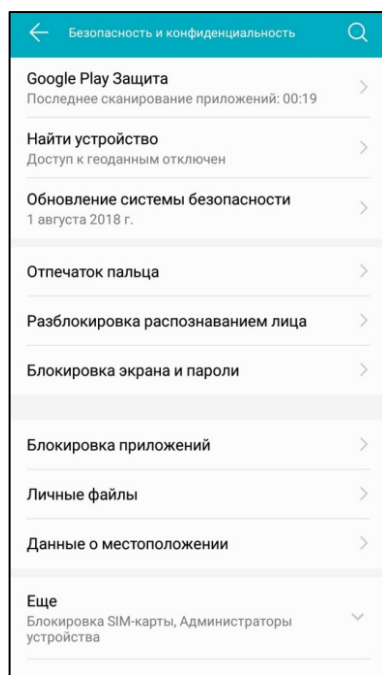 Безопасность и конфиденциальность
Google Play Защита
Последнее сканирование приложений: 00:19
Найти устройство
Доступ к геоданным отключен
Обновление системы безопасности
1 августа 2018 г.
Отпечаток пальца
Разблокировка распознаванием лица
Блокировка экрана и пароли
Блокировка приложений
Личные файлы
Данные о местоположении
Еще
Блокировка SIM-карты, Администраторы
устройства